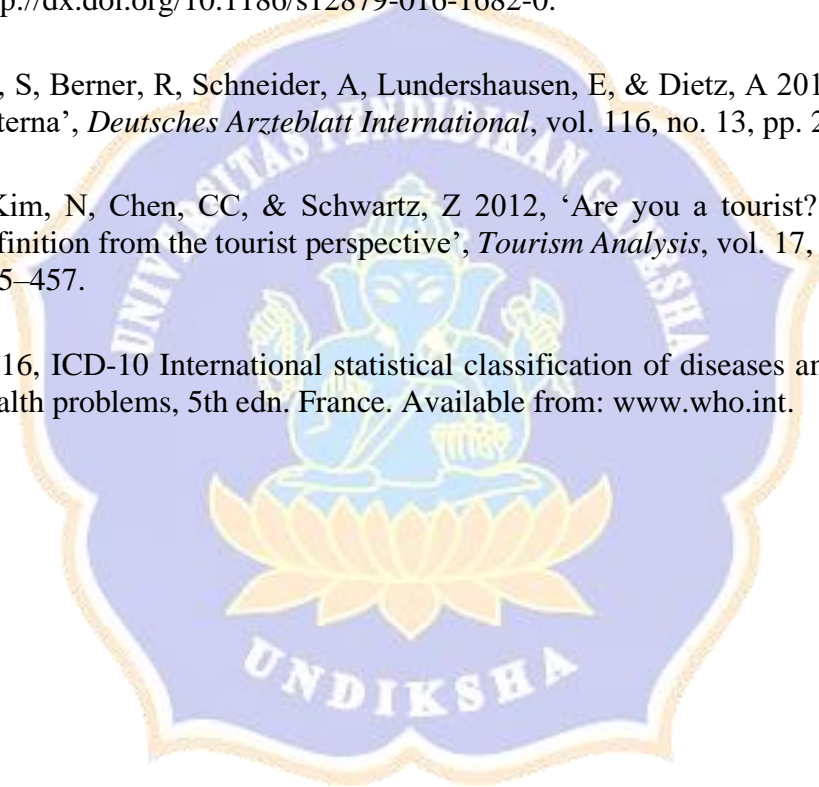 p://dx.doi.org/10.1186/s12879-016-1682-0.
, S, Berner, R, Schneider, A, Lundershausen, E, & Dietz, A 201
terna’, Deutsches Arzteblatt International, vol. 116, no. 13, pp. 2
Kim, N, Chen, CC, & Schwartz, Z 2012, ‘Are you a tourist?
finition from the tourist perspective’, Tourism Analysis, vol. 17,
5–457.
16, ICD-10 International statistical classification of diseases an
alth problems, 5th edn. France. Available from: www.who.int.
UNIVERSITAS PENDIDIKAN GANESHA
UNDIKSHA